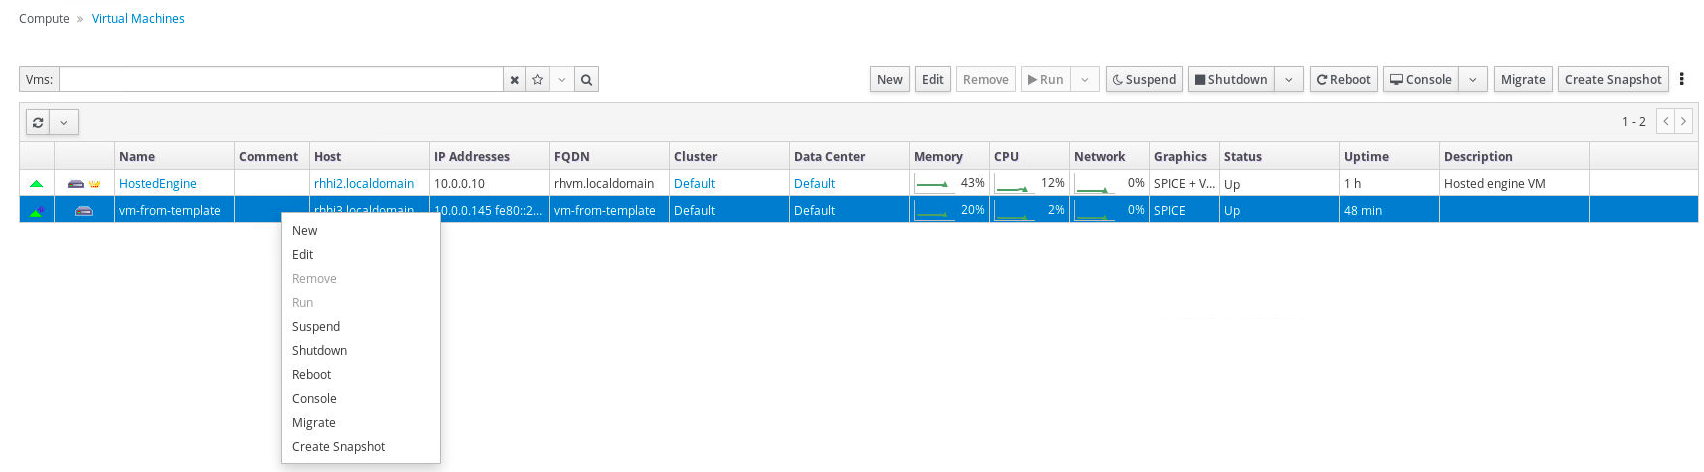 Compute » Virtual Machines
Vms:
New Edit Remove Run Suspend Shutdown Reboot Console Migrate Create Snapshot
1 - 2
Name Comment Host IP Addresses FQDN Cluster Data Center Memory CPU Network Graphics Status Uptime Description
HostedEngine rhhi2.localdomain 10.0.0.10 rhvm.localdomain Default Default 43% 12% 0% SPICE + V... Up 1 h Hosted engine VM
vm-from-template rhhi3.localdomain 10.0.0.145 fe80::2... vm-from-template Default Default 20% 2% 0% SPICE Up 48 min
New
Edit
Remove
Run
Suspend
Shutdown
Reboot
Console
Migrate
Create Snapshot